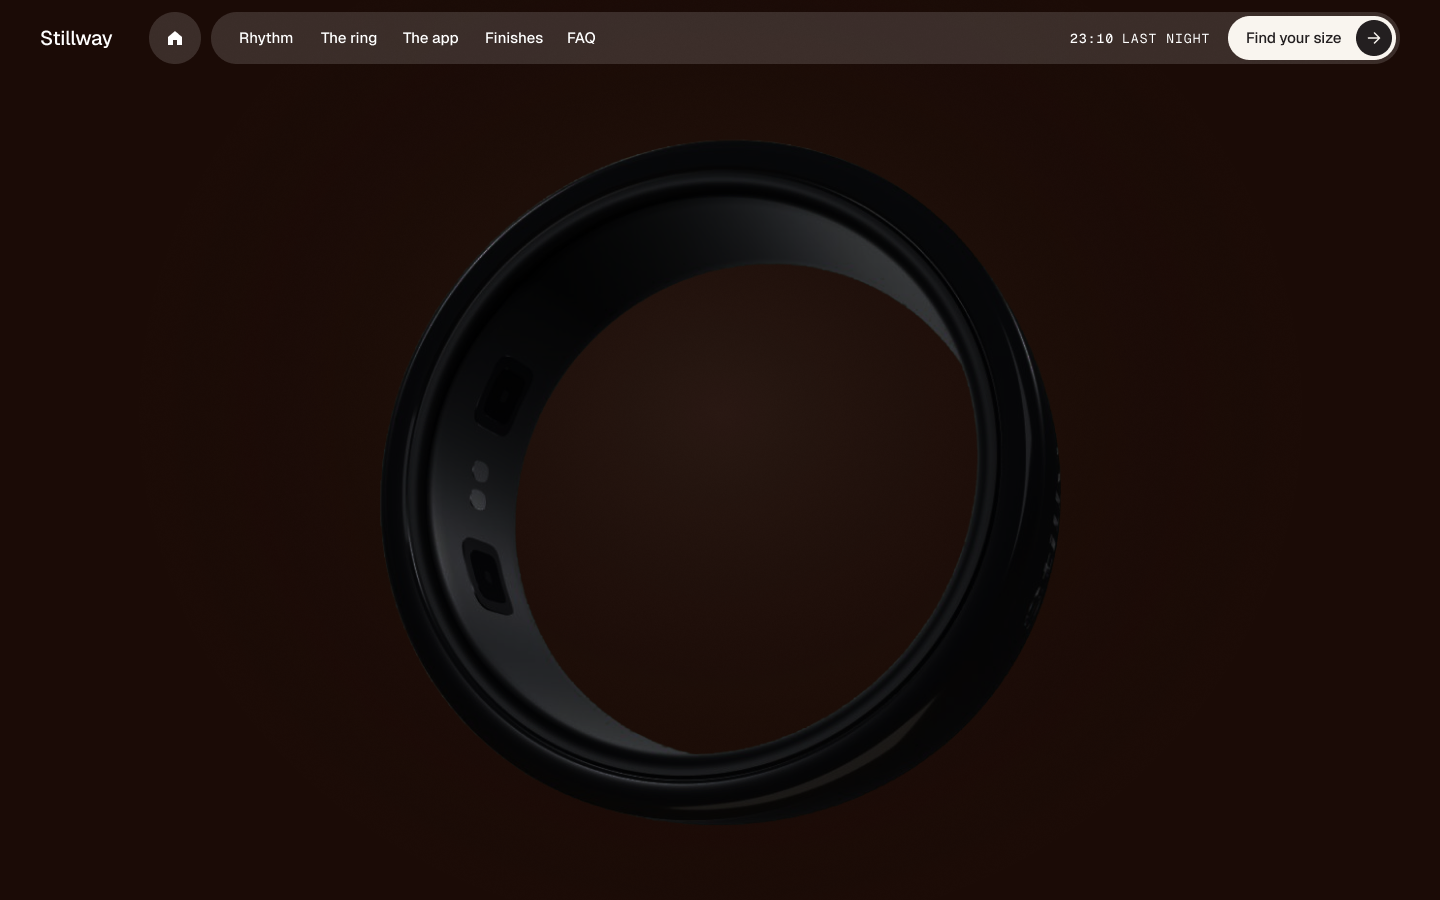 Stillway
Rhythm
The ring
The app
Finishes
FAQ
23:10 LAST NIGHT
Find your size